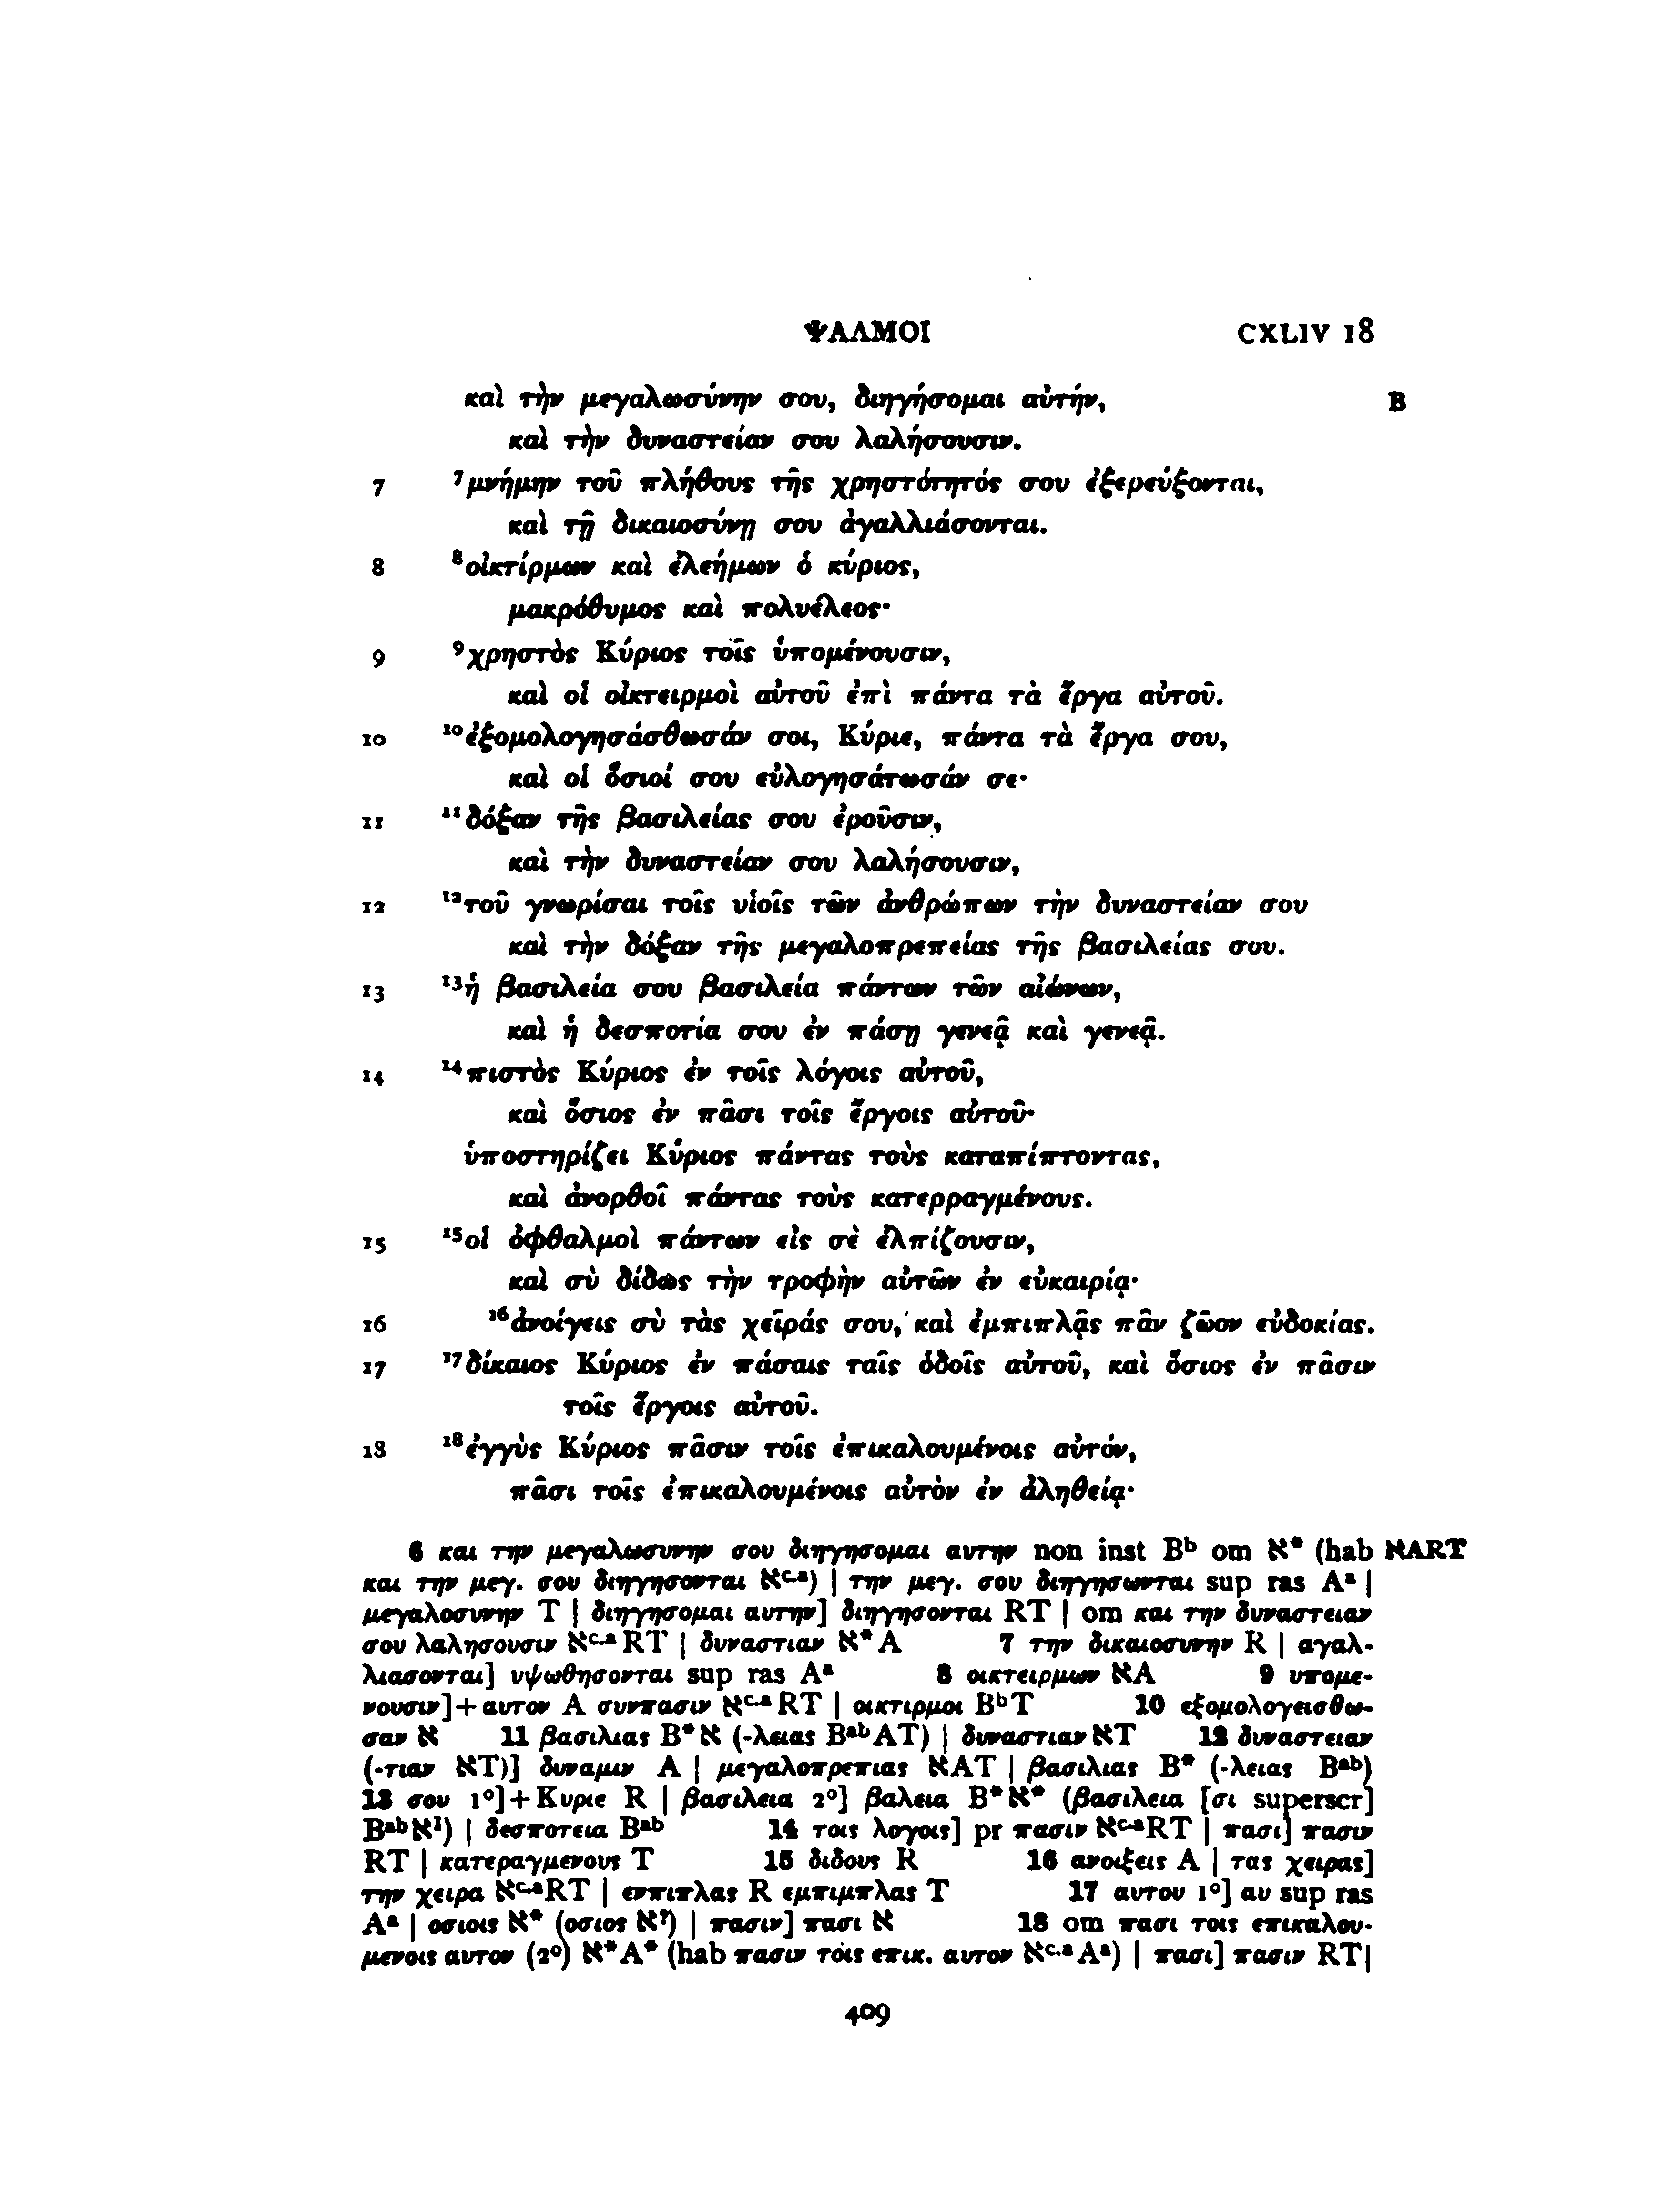 ΨΑΛΜΟΙ CXLIV 18
καὶ τὴν μεγαλωσύνην σου, διηγήσομαι αὐτήν, B
καὶ τὴν δυναστείαν σου λαλήσουσιν.
7 ⁷μνήμην τοῦ πλήθους τῆς χρηστότητός σου ἐξερεύξονται,
καὶ τῇ δικαιοσύνῃ σου ἀγαλλιάσονται.
8 ⁸οἰκτίρμων καὶ ἐλεήμων ὁ κύριος,
μακρόθυμος καὶ πολυέλεος·
9 ⁹χρηστὸς Κύριος τοῖς ὑπομένουσιν,
καὶ οἱ οἰκτειρμοὶ αὐτοῦ ἐπὶ πάντα τὰ ἔργα αὐτοῦ.
10 ¹⁰ἐξομολογησάσθωσάν σοι, Κύριε, πάντα τὰ ἔργα σου,
καὶ οἱ ὅσιοί σου εὐλογησάτωσάν σε·
11 ¹¹δόξαν τῆς βασιλείας σου ἐροῦσιν,
καὶ τὴν δυναστείαν σου λαλήσουσιν,
12 ¹²τοῦ γνωρίσαι τοῖς υἱοῖς τῶν ἀνθρώπων τὴν δυναστείαν σου
καὶ τὴν δόξαν τῆς μεγαλοπρεπείας τῆς βασιλείας σου.
13 ¹³ἡ βασιλεία σου βασιλεία πάντων τῶν αἰώνων,
καὶ ἡ δεσποτία σου ἐν πάσῃ γενεᾷ καὶ γενεᾷ.
14 ¹⁴πιστὸς Κύριος ἐν τοῖς λόγοις αὐτοῦ,
καὶ ὅσιος ἐν πᾶσι τοῖς ἔργοις αὐτοῦ·
ὑποστηρίζει Κύριος πάντας τοὺς καταπίπτοντας,
καὶ ἀνορθοῖ πάντας τοὺς κατερραγμένους.
15 ¹⁵οἱ ὀφθαλμοὶ πάντων εἰς σὲ ἐλπίζουσιν,
καὶ σὺ δίδως τὴν τροφὴν αὐτῶν ἐν εὐκαιρίᾳ·
16 ¹⁶ἀνοίγεις σὺ τὰς χεῖράς σου, καὶ ἐμπιπλᾷς πᾶν ζῶον εὐδοκίας.
17 ¹⁷δίκαιος Κύριος ἐν πάσαις ταῖς ὁδοῖς αὐτοῦ, καὶ ὅσιος ἐν πᾶσιν
τοῖς ἔργοις αὐτοῦ.
18 ¹⁸ἐγγὺς Κύριος πᾶσιν τοῖς ἐπικαλουμένοις αὐτόν,
πᾶσι τοῖς ἐπικαλουμένοις αὐτὸν ἐν ἀληθείᾳ·
6 και την μεγαλωσυνην σου διηγησομαι αυτην non inst Bᵇ om א* (hab אART
και την μεγ. σου διηγησονται אᶜ·ᵃ) | την μεγ. σου διηγησωνται sup ras Aᵃ |
μεγαλοσυνην T | διηγησομαι αυτην] διηγησονται RT | om και την δυναστειαν
σου λαλησουσιν אᶜ·ᵃ RT | δυναστιαν א* A 7 την δικαιοσυνην R | αγαλ-
λιασονται] υψωθησονται sup ras Aᵃ 8 οικτειρμων אA 9 υπομε-
νουσιν]+αυτον A συνπασιν אᶜ·ᵃ RT | οικτιρμοι BᵇT 10 εξομολογεισθω-
σαν א 11 βασιλιας B*א (-λειας Bᵃᵇ AT) | δυναστιαν אT 12 δυναστειαν
(-τιαν אT)] δυναμιν A | μεγαλοπρεπιας אAT | βασιλιας B* (-λειας Bᵃᵇ)
13 σου 1º]+Κυριε R | βασιλεια 2º] βαλεια B*א* (βασιλεια [σι superscr]
Bᵃᵇא¹) | δεσποτεια Bᵃᵇ 14 τοις λογοις] pr πασιν אᶜ·ᵃRT | πασι] πασιν
RT | κατεραγμενους T 15 διδους R 16 ανοιξεις A | τας χειρας]
την χειρα אᶜ·ᵃRT | ενπιπλας R εμπιμπλας T 17 αυτου 1º] αυ sup ras
Aᵃ | οσιοις א* (οσιος א?) | πασιν] πασι א 18 om πασι τοις επικαλου-
μενοις αυτον (2º) א*A* (hab πασιν τοις επικ. αυτον אᶜ·ᵃ Aᵃ) | πασι] πασιν RT|
409